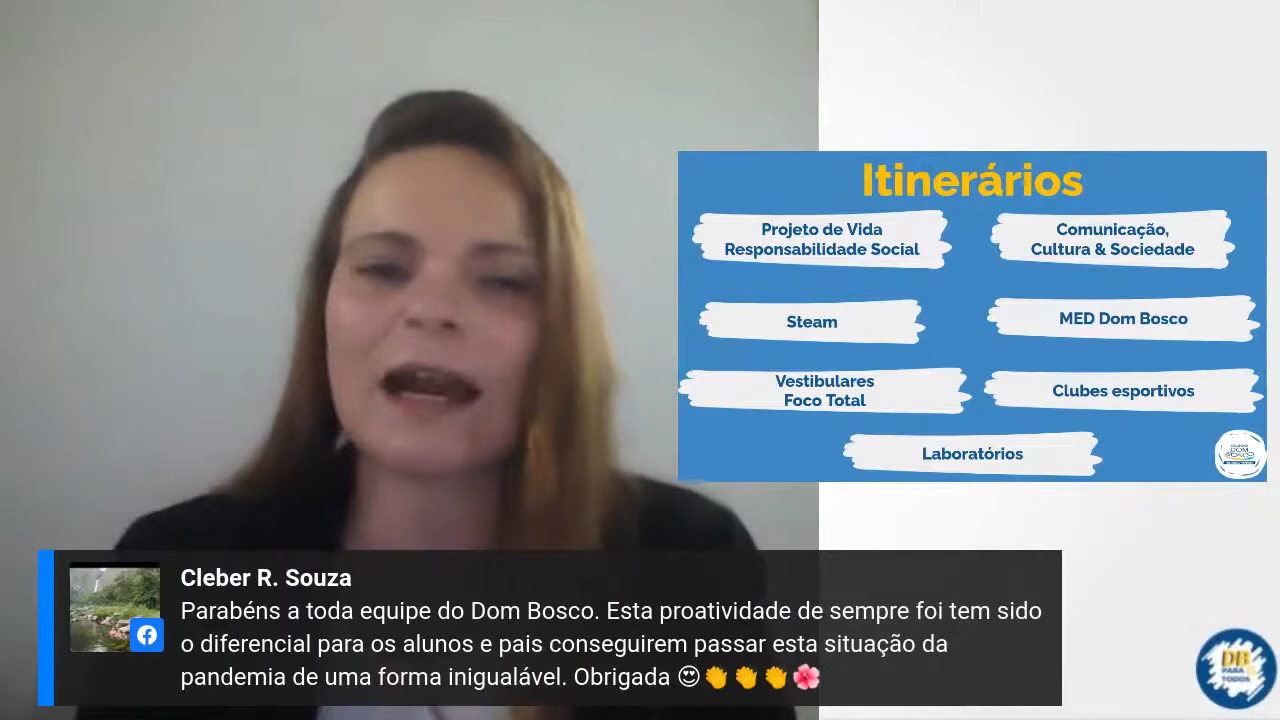 Itinerários
Projeto de Vida
Responsabilidade Social
Comunicação,
Cultura & Sociedade
Steam
MED Dom Bosco
Vestibulares
Foco Total
Clubes esportivos
Laboratórios
DOM
BOSCO
Cleber R. Souza
Parabéns a toda equipe do Dom Bosco. Esta proatividade de sempre foi tem sido
o diferencial para os alunos e pais conseguirem passar esta situação da
pandemia de uma forma inigualável. Obrigada 😍👏👏👏🌺
DB
PARA
TODOS